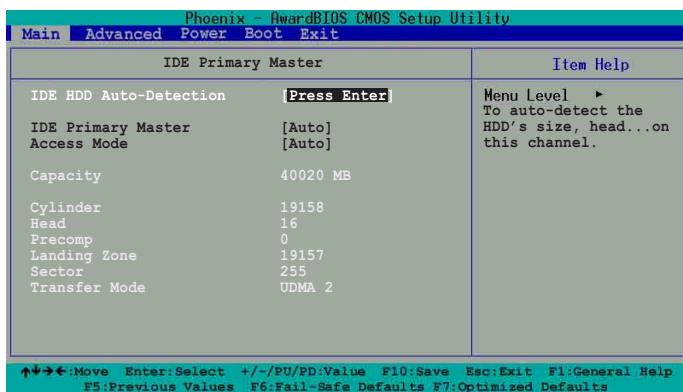 Phoenix - AwardBIOS CMOS Setup Utility
Main Advanced Power Boot Exit
IDE Primary Master
Item Help
IDE HDD Auto-Detection [Press Enter]
IDE Primary Master [Auto]
Access Mode [Auto]
Capacity 40020 MB
Cylinder 19158
Head 16
Precomp 0
Landing Zone 19157
Sector 255
Transfer Mode UDMA 2
Menu Level ►
To auto-detect the
HDD's size, head...on
this channel.
↑↓→←:Move Enter:Select +/-/PU/PD:Value F10:Save Esc:Exit F1:General Help
F5:Previous Values F6:Fail-Safe Defaults F7:Optimized Defaults